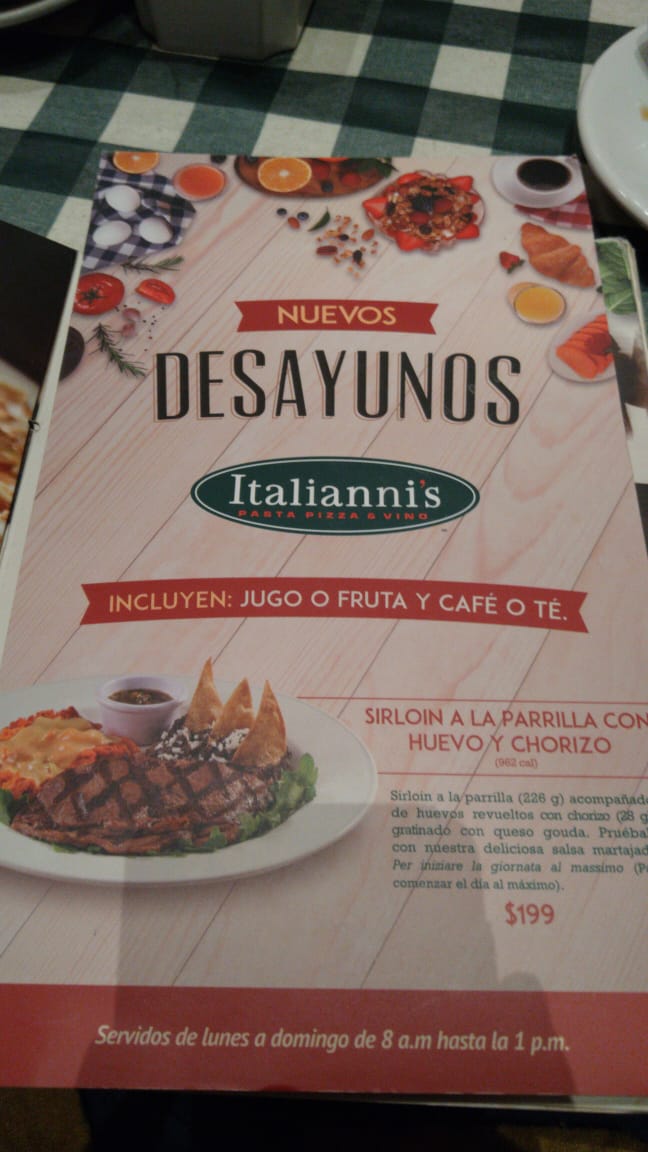 NUEVOS
DESAYUNOS
Italianni's
PASTA PIZZA & VINO
INCLUYEN: JUGO O FRUTA Y CAFÉ O TÉ.
SIRLOIN A LA PARRILLA CON
HUEVO Y CHORIZO
(962 cal)
Sirloin a la parrilla (226 g) acompañado
de huevos revueltos con chorizo (28 g
gratinado con queso gouda.
con nuestra deliciosa salsa
Per iniziare la giornata al massimo
comenzar el día al máximo).
$199
Servidos de lunes a domingo de 8 a.m hasta la 1 p.m.